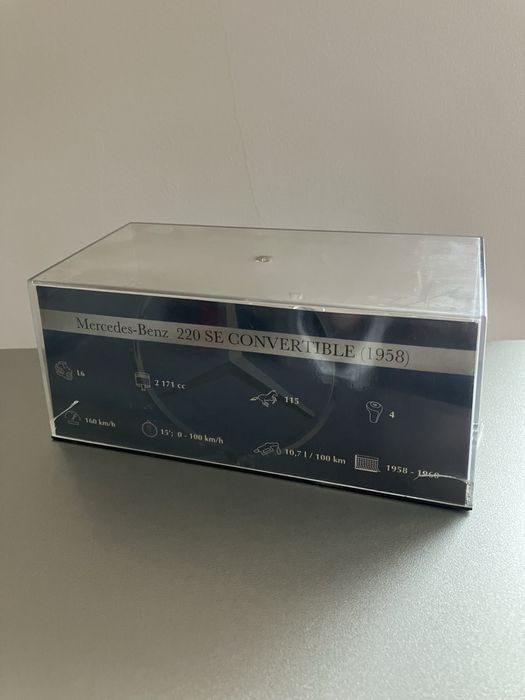 Mercedes-Benz 220 SE CONVERTIBLE (1958)
L6 2 171 cc 115 4
160 km/h 15'; 0 - 100 km/h 10,7 l / 100 km 1958 - 1960